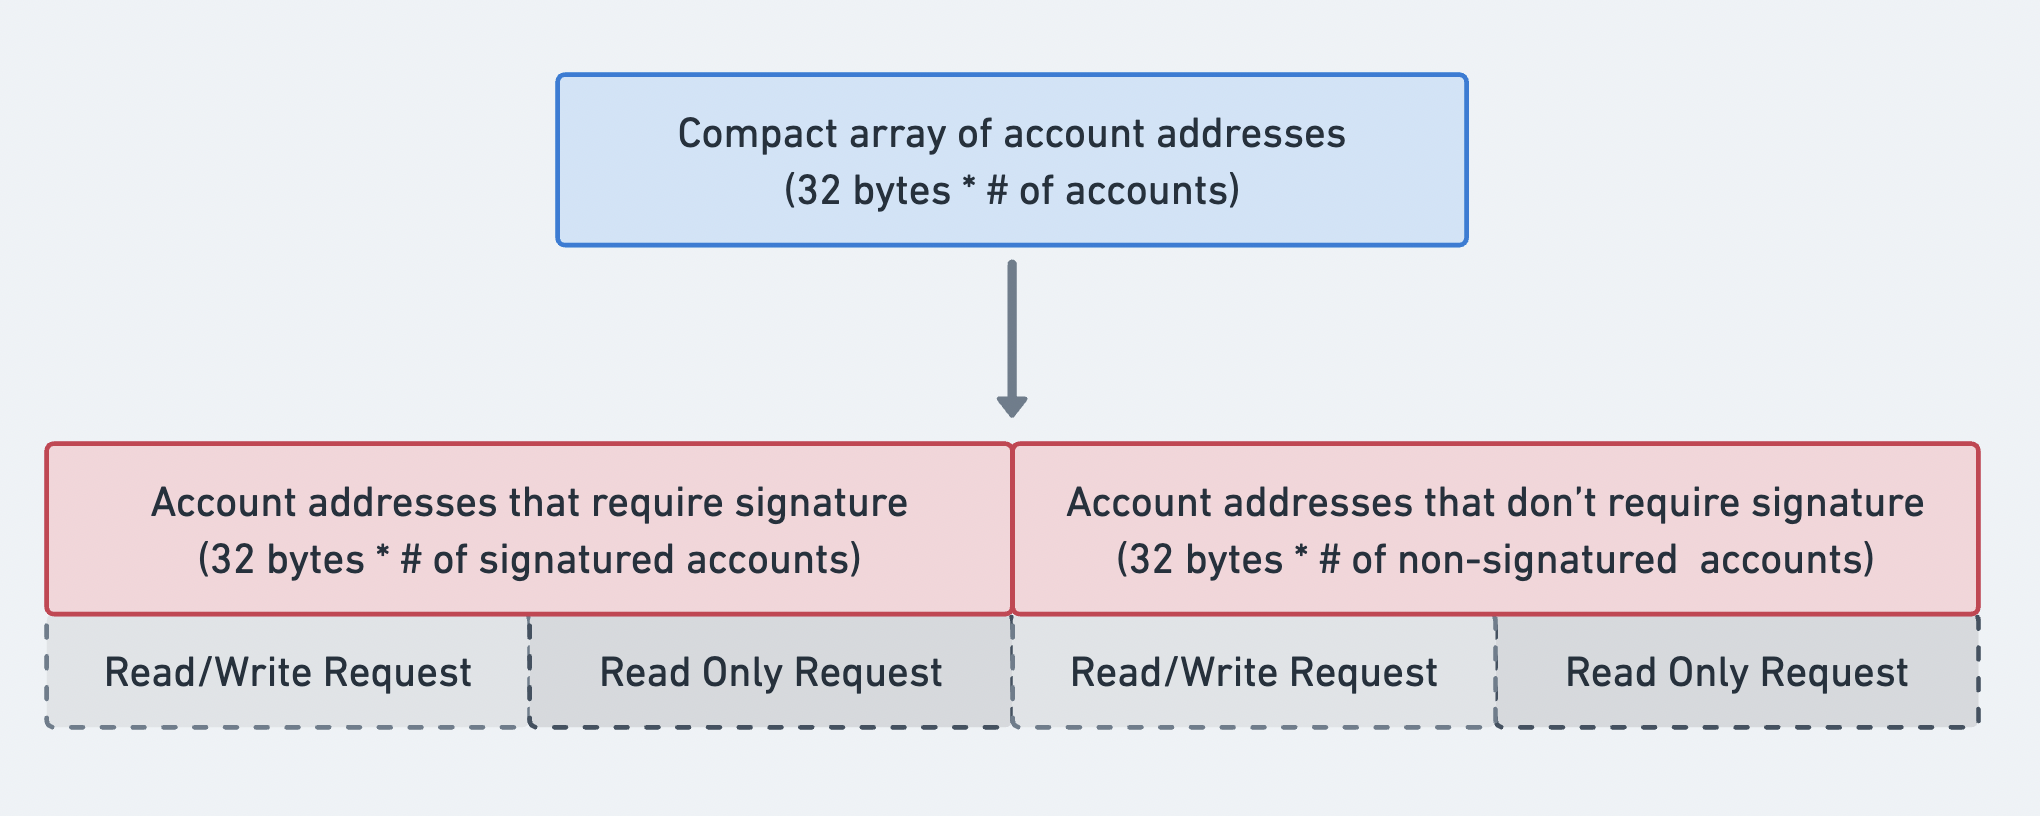 Compact array of account addresses
(32 bytes * # of accounts)
Account addresses that require signature
(32 bytes * # of signatured accounts)
Account addresses that don’t require signature
(32 bytes * # of non-signatured  accounts)
Read/Write Request
Read Only Request
Read/Write Request
Read Only Request